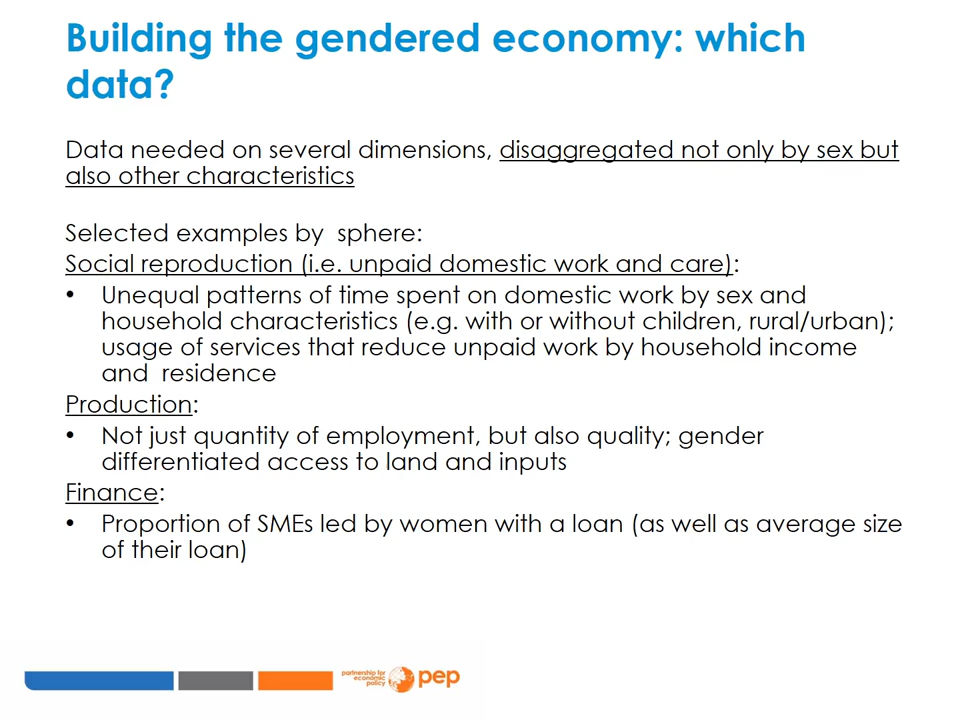 Building the gendered economy: which
data?
Data needed on several dimensions, disaggregated not only by sex but
also other characteristics
Selected examples by  sphere:
Social reproduction (i.e. unpaid domestic work and care):
• Unequal patterns of time spent on domestic work by sex and
household characteristics (e.g. with or without children, rural/urban);
usage of services that reduce unpaid work by household income
and  residence
Production:
• Not just quantity of employment, but also quality; gender
differentiated access to land and inputs
Finance:
• Proportion of SMEs led by women with a loan (as well as average size
of their loan)
partnership for
economic
policy
pep